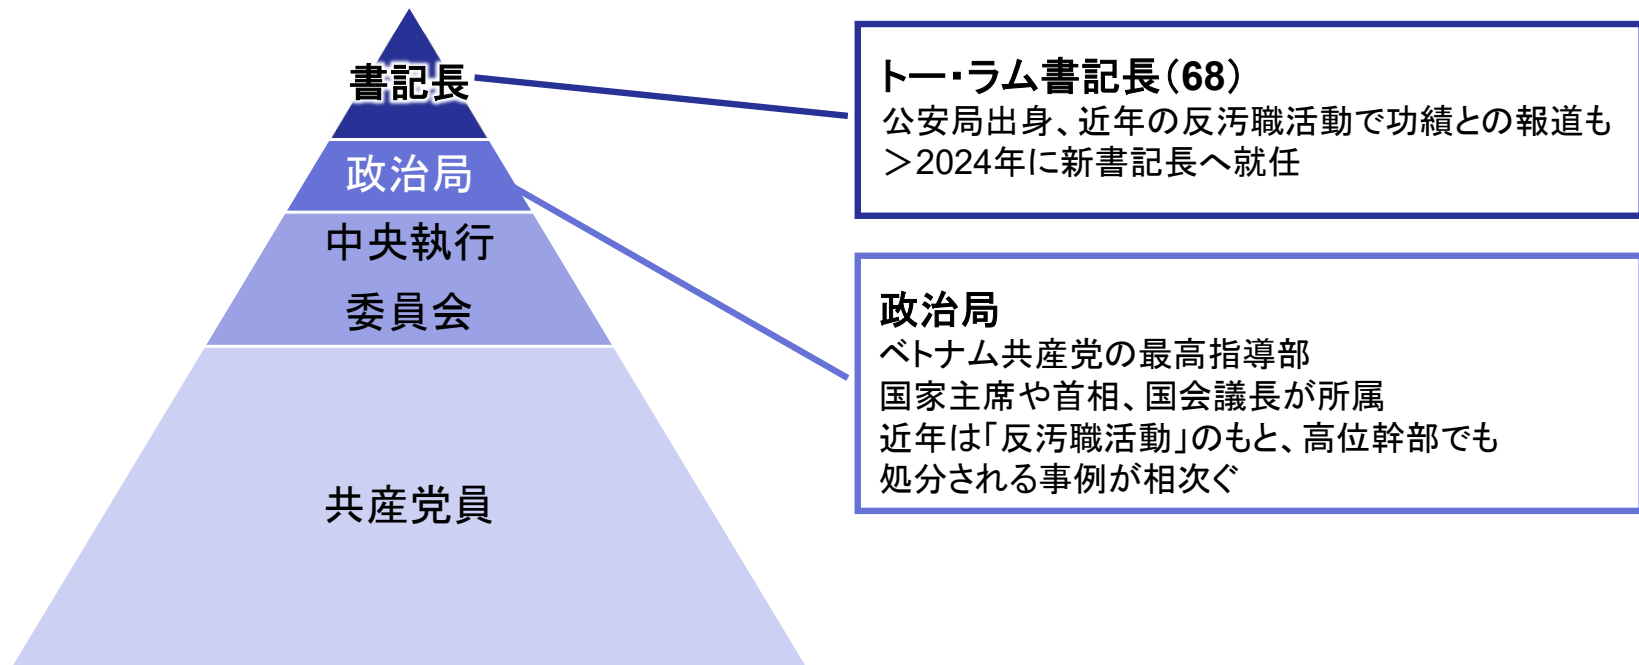 書記長
政治局
中央執行
委員会
共産党員
トー・ラム書記長（68）
公安局出身、近年の反汚職活動で功績との報道も
＞2024年に新書記長へ就任
政治局
ベトナム共産党の最高指導部
国家主席や首相、国会議長が所属
近年は「反汚職活動」のもと、高位幹部でも
処分される事例が相次ぐ